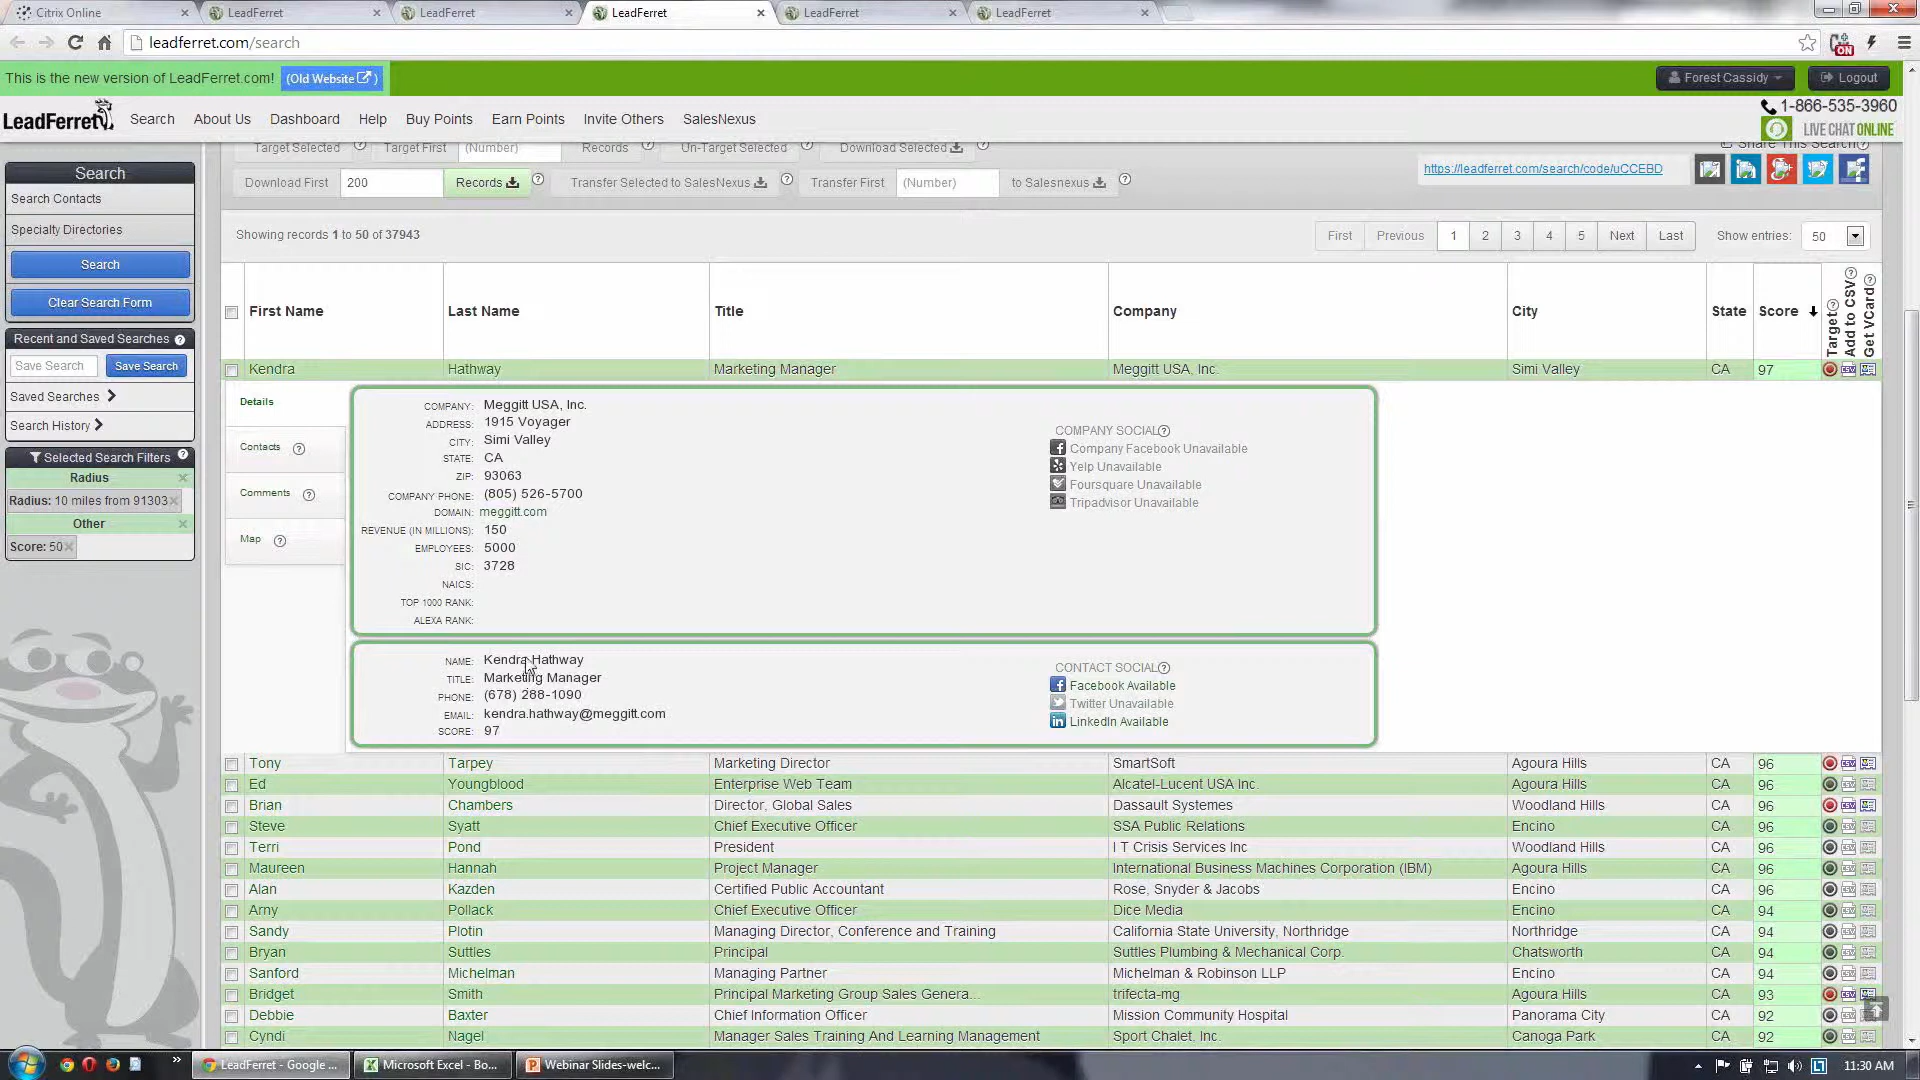 Citrix Online
LeadFerret
LeadFerret
LeadFerret
LeadFerret
LeadFerret
leadferret.com/search
ON
This is the new version of LeadFerret.com! (Old Website)
Forest Cassidy
Logout
LeadFerret
Search About Us Dashboard Help Buy Points Earn Points Invite Others SalesNexus
1-866-535-3960
LIVE CHAT ONLINE
Target Selected Target First (Number) Records Un-Target Selected Download Selected
Share This Search
Download First 200 Records Transfer Selected to SalesNexus Transfer First (Number) to Salesnexus
https://leadferret.com/search/code/uCCEBD
Search
Search Contacts
Specialty Directories
Search
Clear Search Form
Recent and Saved Searches
Save Search Save Search
Saved Searches
Search History
Selected Search Filters
Radius
Radius: 10 miles from 91303
Other
Score: 50
Showing records 1 to 50 of 37943
First Previous 1 2 3 4 5 Next Last Show entries: 50
First Name Last Name Title Company City State Score Target Add to CSV Get VCard
Kendra Hathway Marketing Manager Meggitt USA, Inc. Simi Valley CA 97
Details
Contacts
Comments
Map
COMPANY: Meggitt USA, Inc.
ADDRESS: 1915 Voyager
CITY: Simi Valley
STATE: CA
ZIP: 93063
COMPANY PHONE: (805) 526-5700
DOMAIN: meggitt.com
REVENUE (IN MILLIONS): 150
EMPLOYEES: 5000
SIC: 3728
NAICS:
TOP 1000 RANK:
ALEXA RANK:
COMPANY SOCIAL
Company Facebook Unavailable
Yelp Unavailable
Foursquare Unavailable
Tripadvisor Unavailable
NAME: Kendra Hathway
TITLE: Marketing Manager
PHONE: (678) 288-1090
EMAIL: kendra.hathway@meggitt.com
SCORE: 97
CONTACT SOCIAL
Facebook Available
Twitter Unavailable
LinkedIn Available
Tony Tarpey Marketing Director SmartSoft Agoura Hills CA 96
Ed Youngblood Enterprise Web Team Alcatel-Lucent USA Inc. Agoura Hills CA 96
Brian Chambers Director, Global Sales Dassault Systemes Woodland Hills CA 96
Steve Syatt Chief Executive Officer SSA Public Relations Encino CA 96
Terri Pond President I T Crisis Services Inc Woodland Hills CA 96
Maureen Hannah Project Manager International Business Machines Corporation (IBM) Agoura Hills CA 96
Alan Kazden Certified Public Accountant Rose, Snyder & Jacobs Encino CA 96
Arny Pollack Chief Executive Officer Dice Media Encino CA 94
Sandy Plotin Managing Director, Conference and Training California State University, Northridge Northridge CA 94
Bryan Suttles Principal Suttles Plumbing & Mechanical Corp. Chatsworth CA 94
Sanford Michelman Managing Partner Michelman & Robinson LLP Encino CA 94
Bridget Smith Principal Marketing Group Sales Genera... trifecta-mg Agoura Hills CA 93
Debbie Baxter Chief Information Officer Mission Community Hospital Panorama City CA 92
Cyndi Nagel Manager Sales Training And Learning Management Sport Chalet, Inc. Canoga Park CA 92
LeadFerret - Google ...
Microsoft Excel - Bo...
Webinar Slides-welc...
11:30 AM